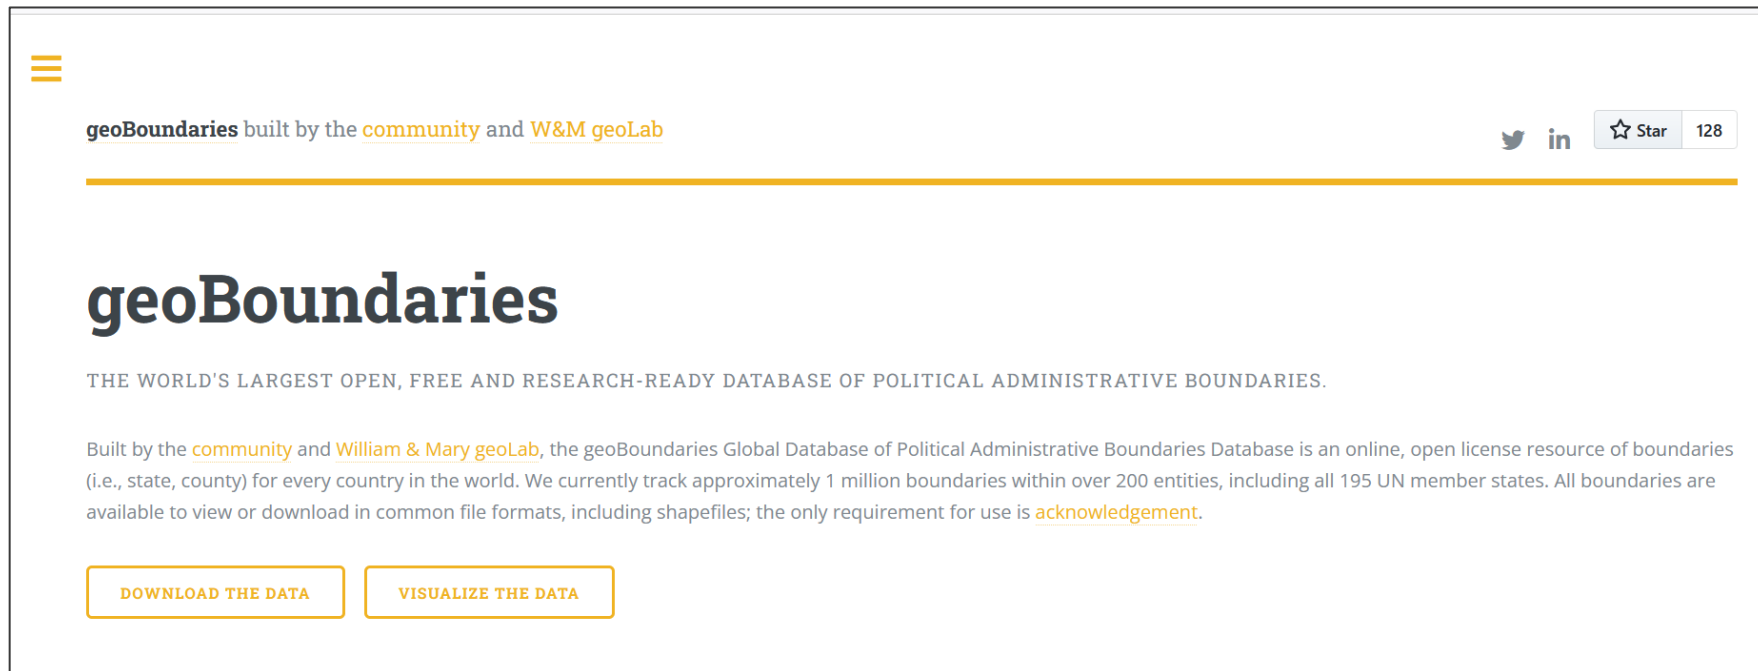 geoBoundaries built by the community and W&M geoLab
Star 128
geoBoundaries
THE WORLD'S LARGEST OPEN, FREE AND RESEARCH-READY DATABASE OF POLITICAL ADMINISTRATIVE BOUNDARIES.
Built by the community and William & Mary geoLab, the geoBoundaries Global Database of Political Administrative Boundaries Database is an online, open license resource of boundaries
(i.e., state, county) for every country in the world. We currently track approximately 1 million boundaries within over 200 entities, including all 195 UN member states. All boundaries are
available to view or download in common file formats, including shapefiles; the only requirement for use is acknowledgement.
DOWNLOAD THE DATA VISUALIZE THE DATA